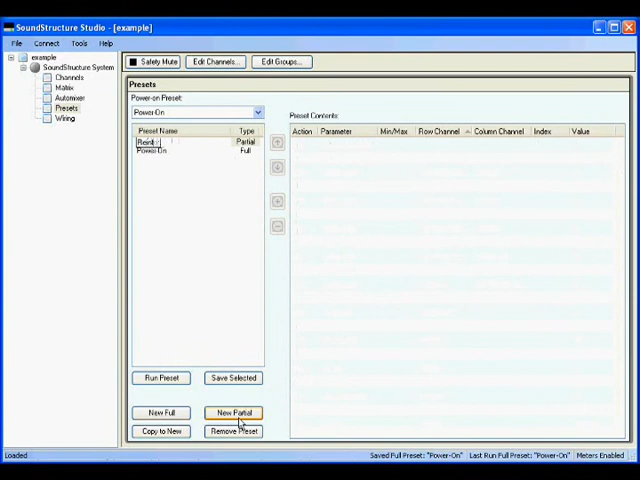 SoundStructure Studio - [example]
File Connect Tools Help
example
SoundStructure System
Channels
Matrix
Automixer
Presets
Wiring
Safety Mute Edit Channels... Edit Groups...
Presets
Power-on Preset:
Power-On
Preset Name Type
Partial
Power-On Full
Run Preset Save Selected
New Full New Partial
Copy to New Remove Preset
Preset Contents:
Action Parameter Min/Max Row Channel Column Channel Index Value
Loaded Saved Full Preset: "Power-On" Last Run Full Preset: "Power-On" Meters Enabled